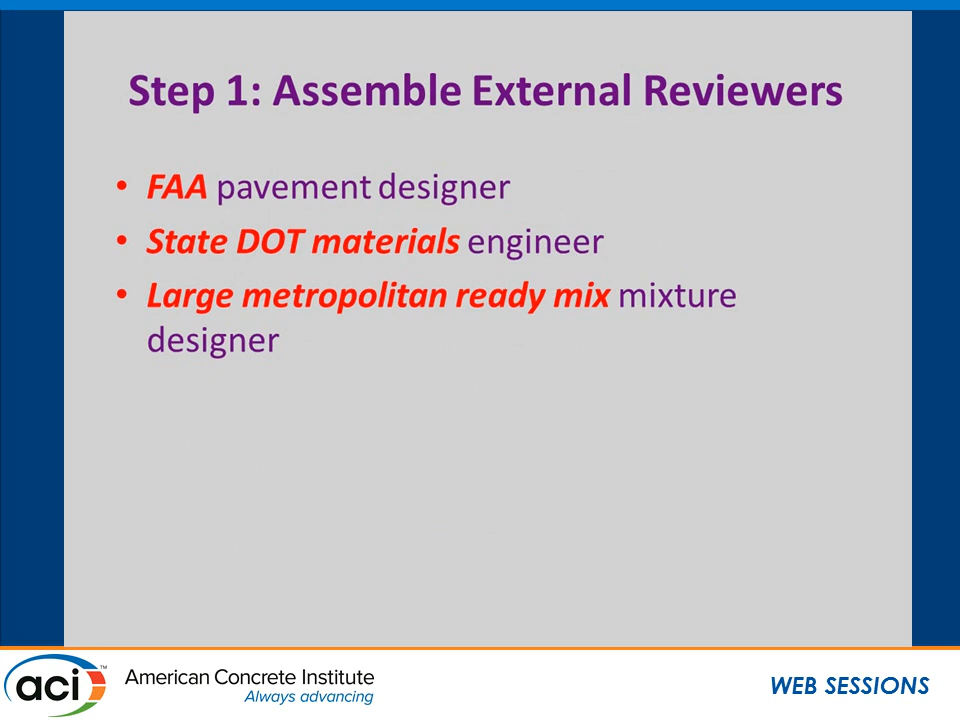 Step 1: Assemble External Reviewers
• FAA pavement designer
• State DOT materials engineer
• Large metropolitan ready mix mixture
designer
aci™
American Concrete Institute
Always advancing
WEB SESSIONS